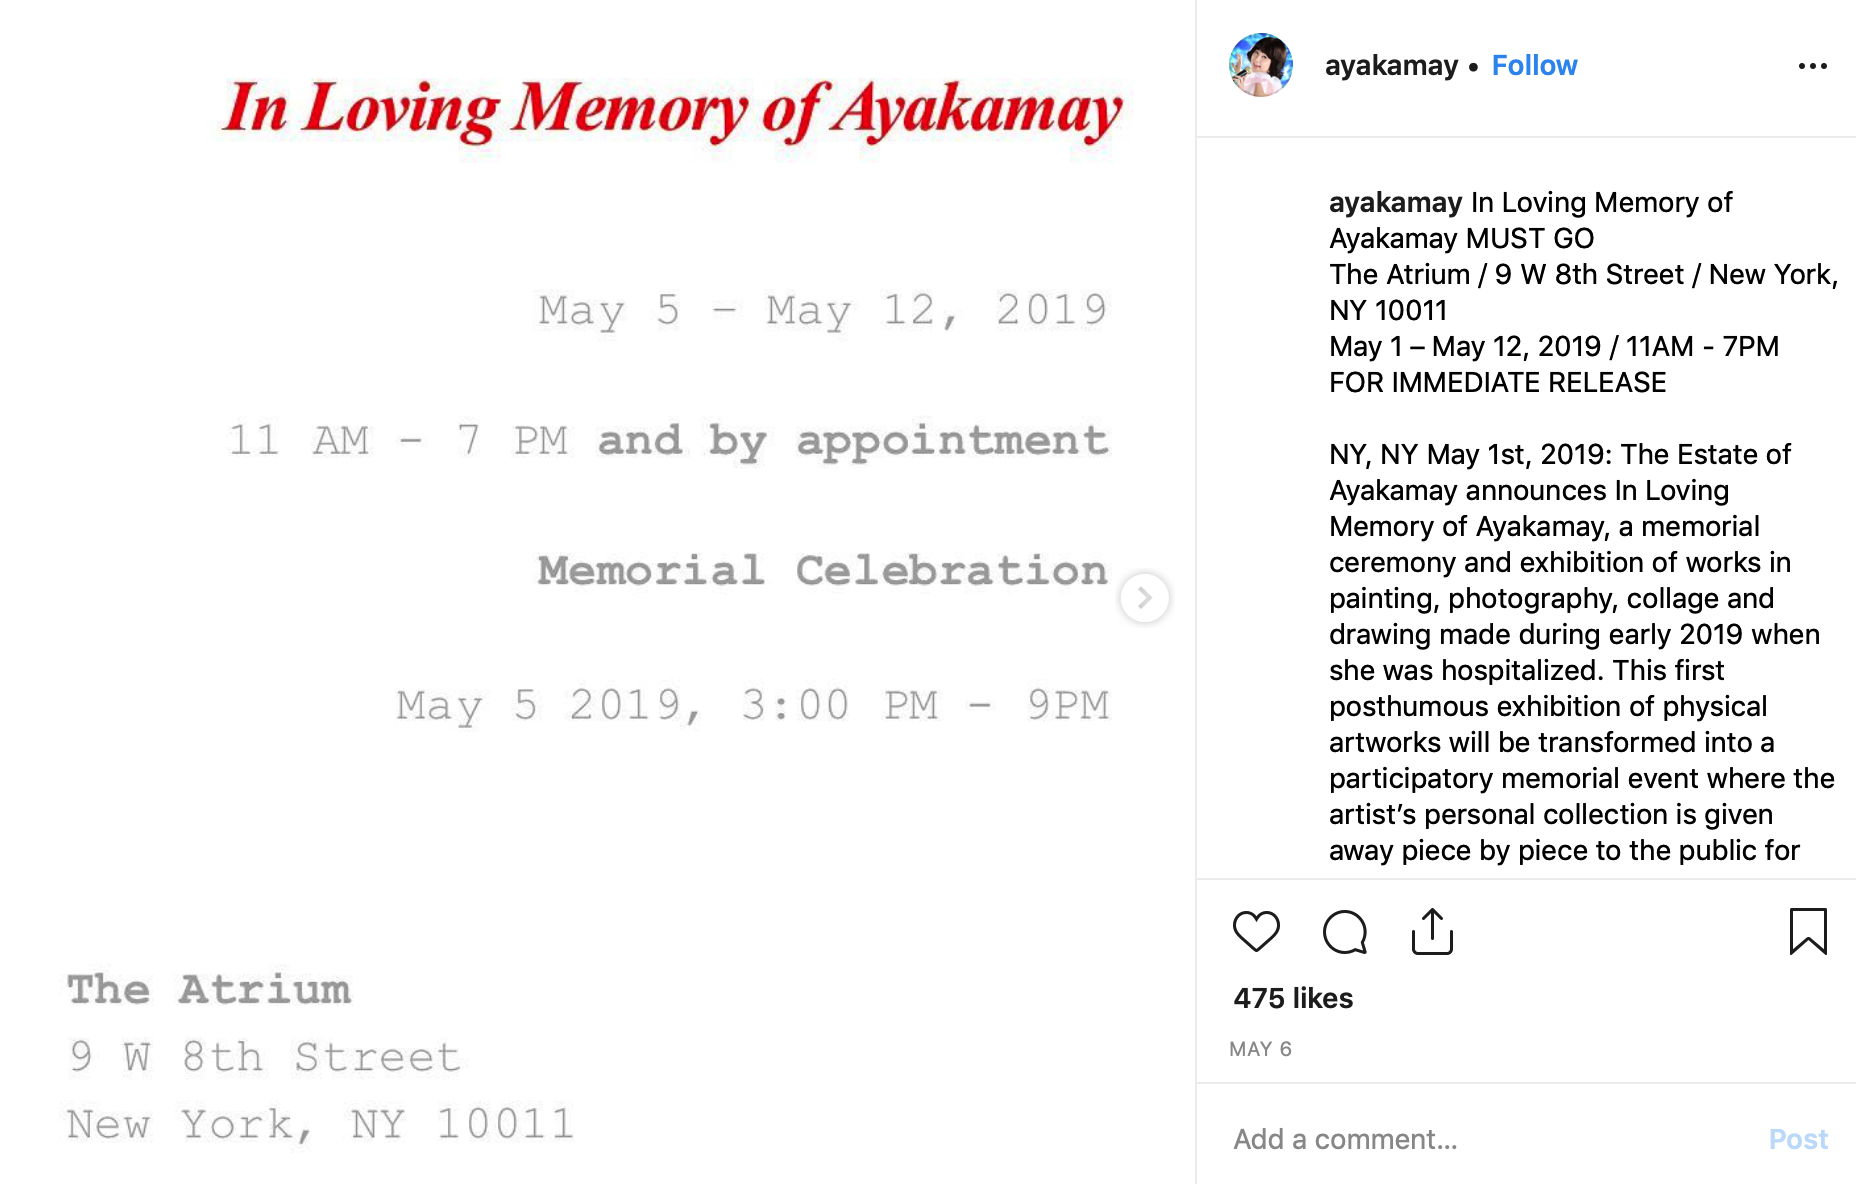 In Loving Memory of Ayakamay
May 5 – May 12, 2019
11 AM – 7 PM and by appointment
Memorial Celebration
May 5 2019, 3:00 PM – 9PM
The Atrium
9 W 8th Street
New York, NY 10011
ayakamay • Follow
ayakamay In Loving Memory of
Ayakamay MUST GO
The Atrium / 9 W 8th Street / New York,
NY 10011
May 1 – May 12, 2019 / 11AM - 7PM
FOR IMMEDIATE RELEASE
NY, NY May 1st, 2019: The Estate of
Ayakamay announces In Loving
Memory of Ayakamay, a memorial
ceremony and exhibition of works in
painting, photography, collage and
drawing made during early 2019 when
she was hospitalized. This first
posthumous exhibition of physical
artworks will be transformed into a
participatory memorial event where the
artist’s personal collection is given
away piece by piece to the public for
475 likes
MAY 6
Add a comment...
Post